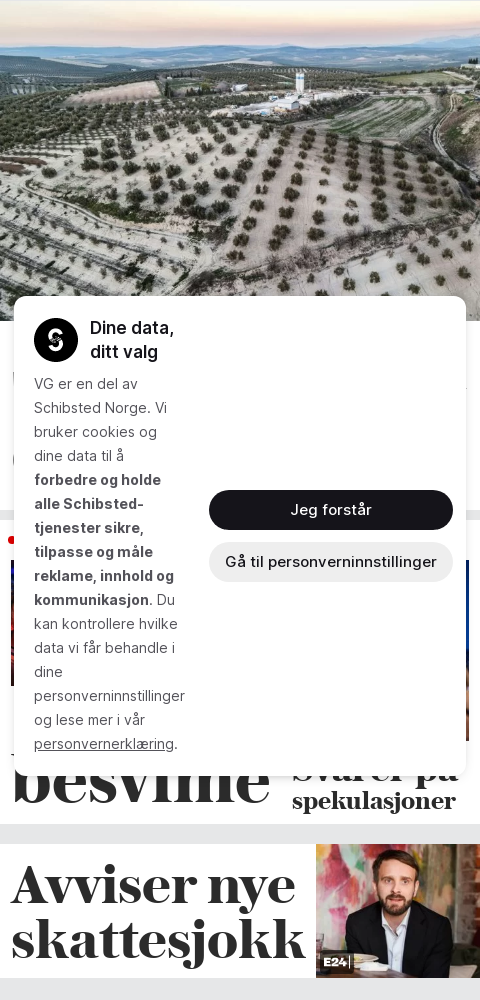 Dine data,
ditt valg
VG er en del av
Schibsted Norge. Vi
bruker cookies og
dine data til å
forbedre og holde
alle Schibsted-
tjenester sikre,
tilpasse og måle
reklame, innhold og
kommunikasjon. Du
kan kontrollere hvilke
data vi får behandle i
dine
personverninnstillinger
og lese mer i vår
personvernerklæring.
Jeg forstår
Gå til personverninnstillinger
besvime
Svarer på
spekulasjoner
Avviser nye
skattesjokk
E24